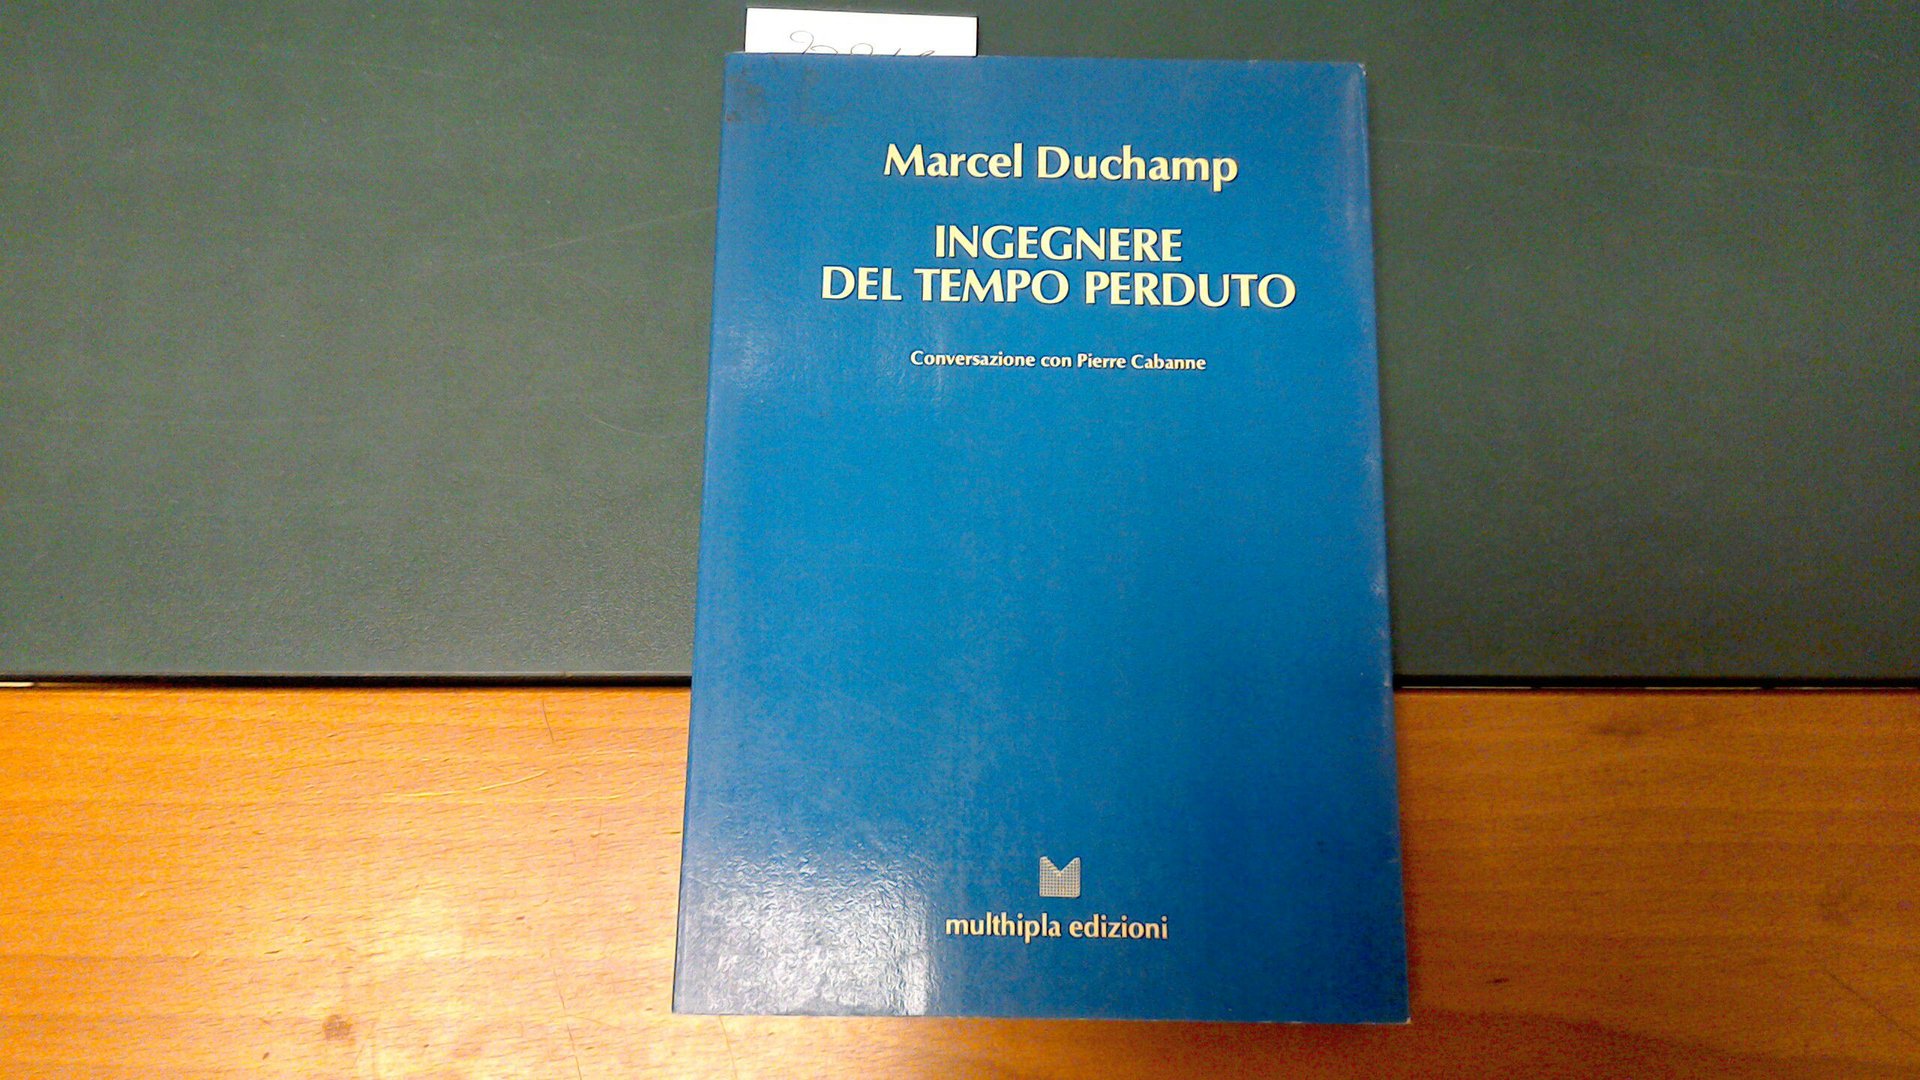 Marcel Duchamp
INGEGNERE
DEL TEMPO PERDUTO
Conversazione con Pierre Cabanne
multhipla edizioni